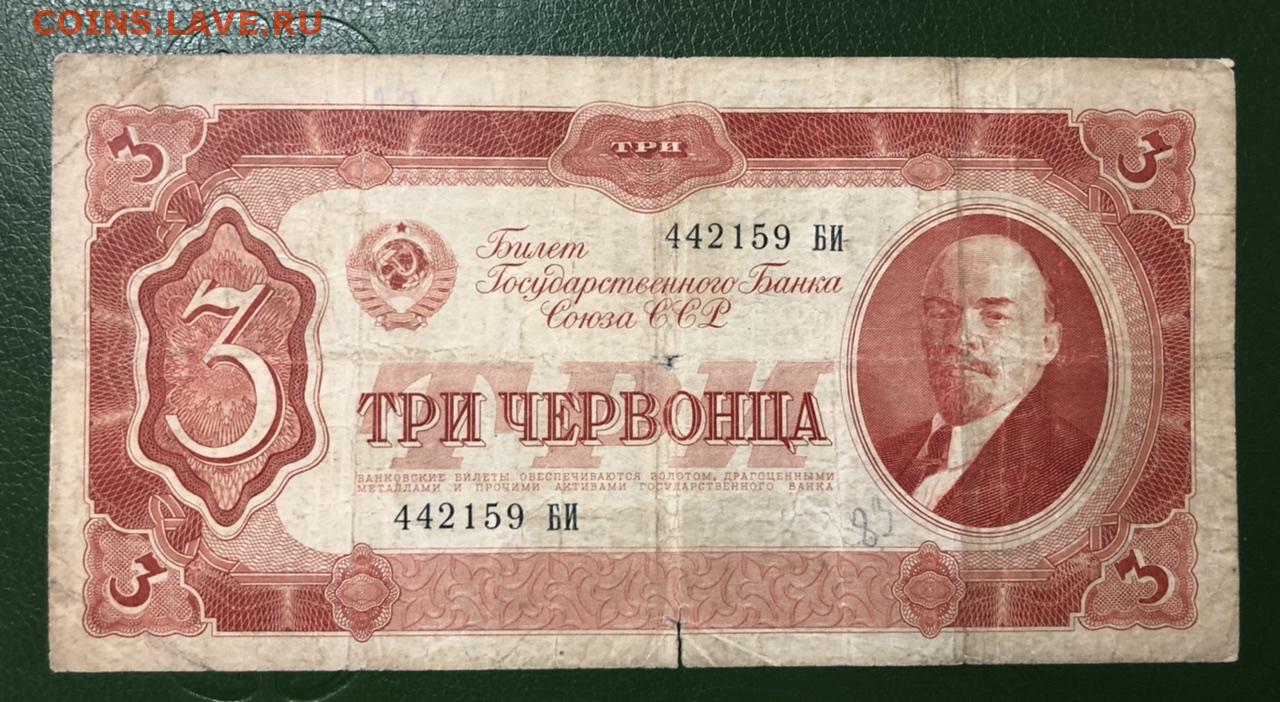 COINS.LAVE.RU
3
ТРИ
3
442159 БИ
Билет
Государственного Банка
Союза ССР
3
ТРИ
ТРИ ЧЕРВОНЦА
БАНКОВСКИЕ БИЛЕТЫ ОБЕСПЕЧИВАЮТСЯ ЗОЛОТОМ, ДРАГОЦЕННЫМИ
МЕТАЛЛАМИ И ПРОЧИМИ АКТИВАМИ ГОСУДАРСТВЕННОГО БАНКА
442159 БИ
3
3